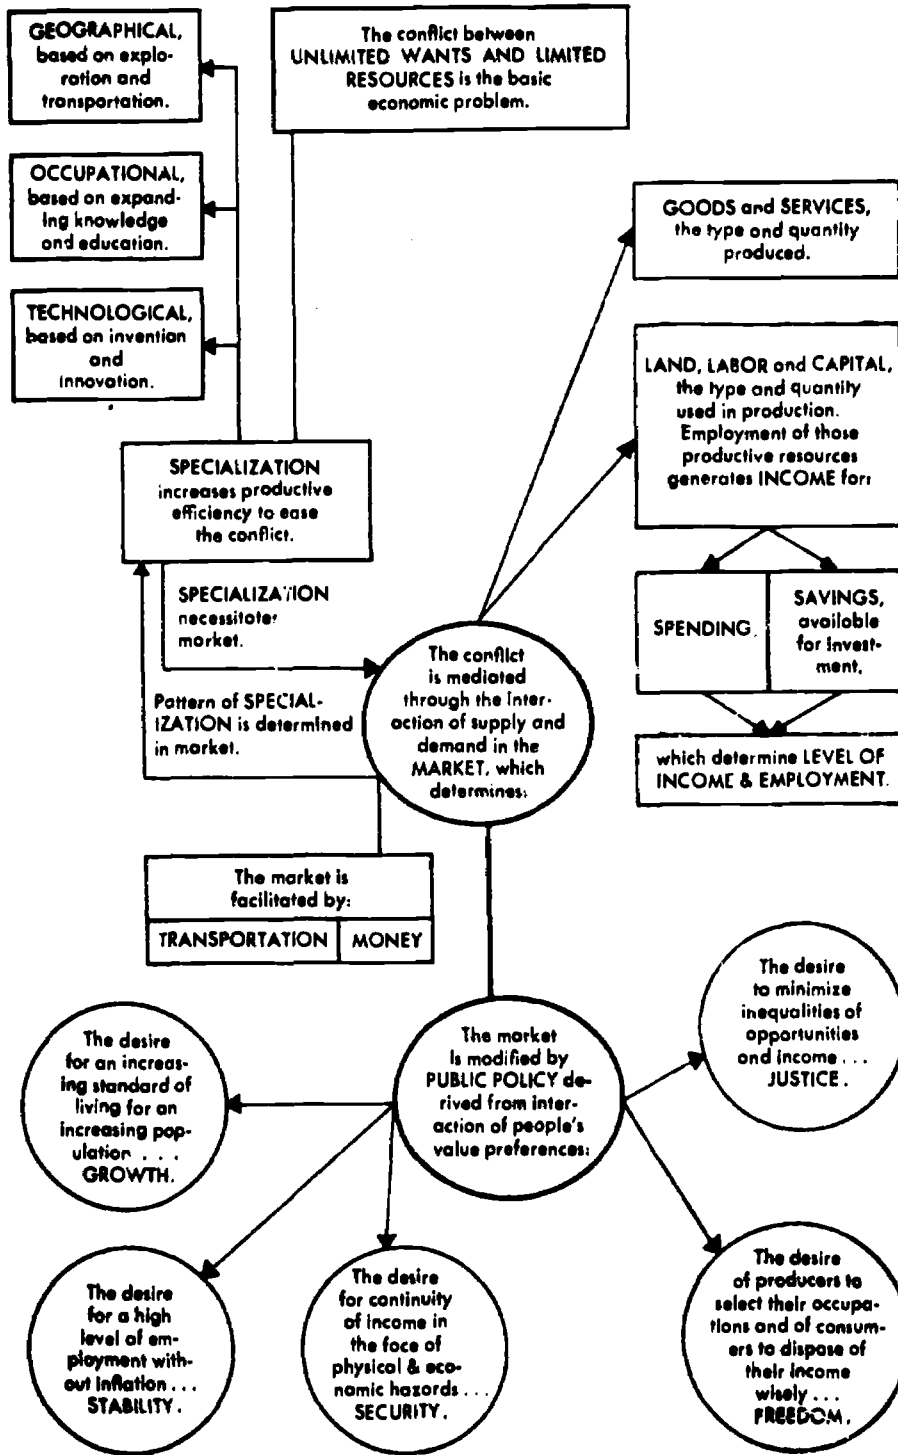 GEOGRAPHICAL,
based on explo-
ration and
transportation.
The conflict between
UNLIMITED WANTS AND LIMITED
RESOURCES is the basic
economic problem.
OCCUPATIONAL,
based on expand-
ing knowledge
and education.
TECHNOLOGICAL,
based on invention
and
innovation.
GOODS and SERVICES,
the type and quantity
produced.
LAND, LABOR and CAPITAL,
the type and quantity
used in production.
Employment of those
productive resources
generates INCOME for:
SPECIALIZATION
increases productive
efficiency to ease
the conflict.
SPECIALIZATION
necessitates
market.
SPENDING.
SAVINGS,
available
for invest-
ment,
The conflict
is mediated
through the inter-
action of supply and
demand in the
MARKET, which
determines:
Pattern of SPECIAL-
IZATION is determined
in market.
which determine LEVEL OF
INCOME & EMPLOYMENT.
The market is
facilitated by:
TRANSPORTATION
MONEY
The desire
to minimize
inequalities of
opportunities
and income . . .
JUSTICE.
The market
is modified by
PUBLIC POLICY de-
rived from inter-
action of people's
value preferences:
The desire
for an increas-
ing standard of
living for an
increasing pop-
ulation . . .
GROWTH.
The desire
for a high
level of em-
ployment with-
out inflation . . .
STABILITY.
The desire
for continuity
of income in
the face of
physical & eco-
nomic hazards . . .
SECURITY.
The desire
of producers to
select their occupa-
tions and of consum-
ers to dispose of
their income
wisely . . .
FREEDOM.